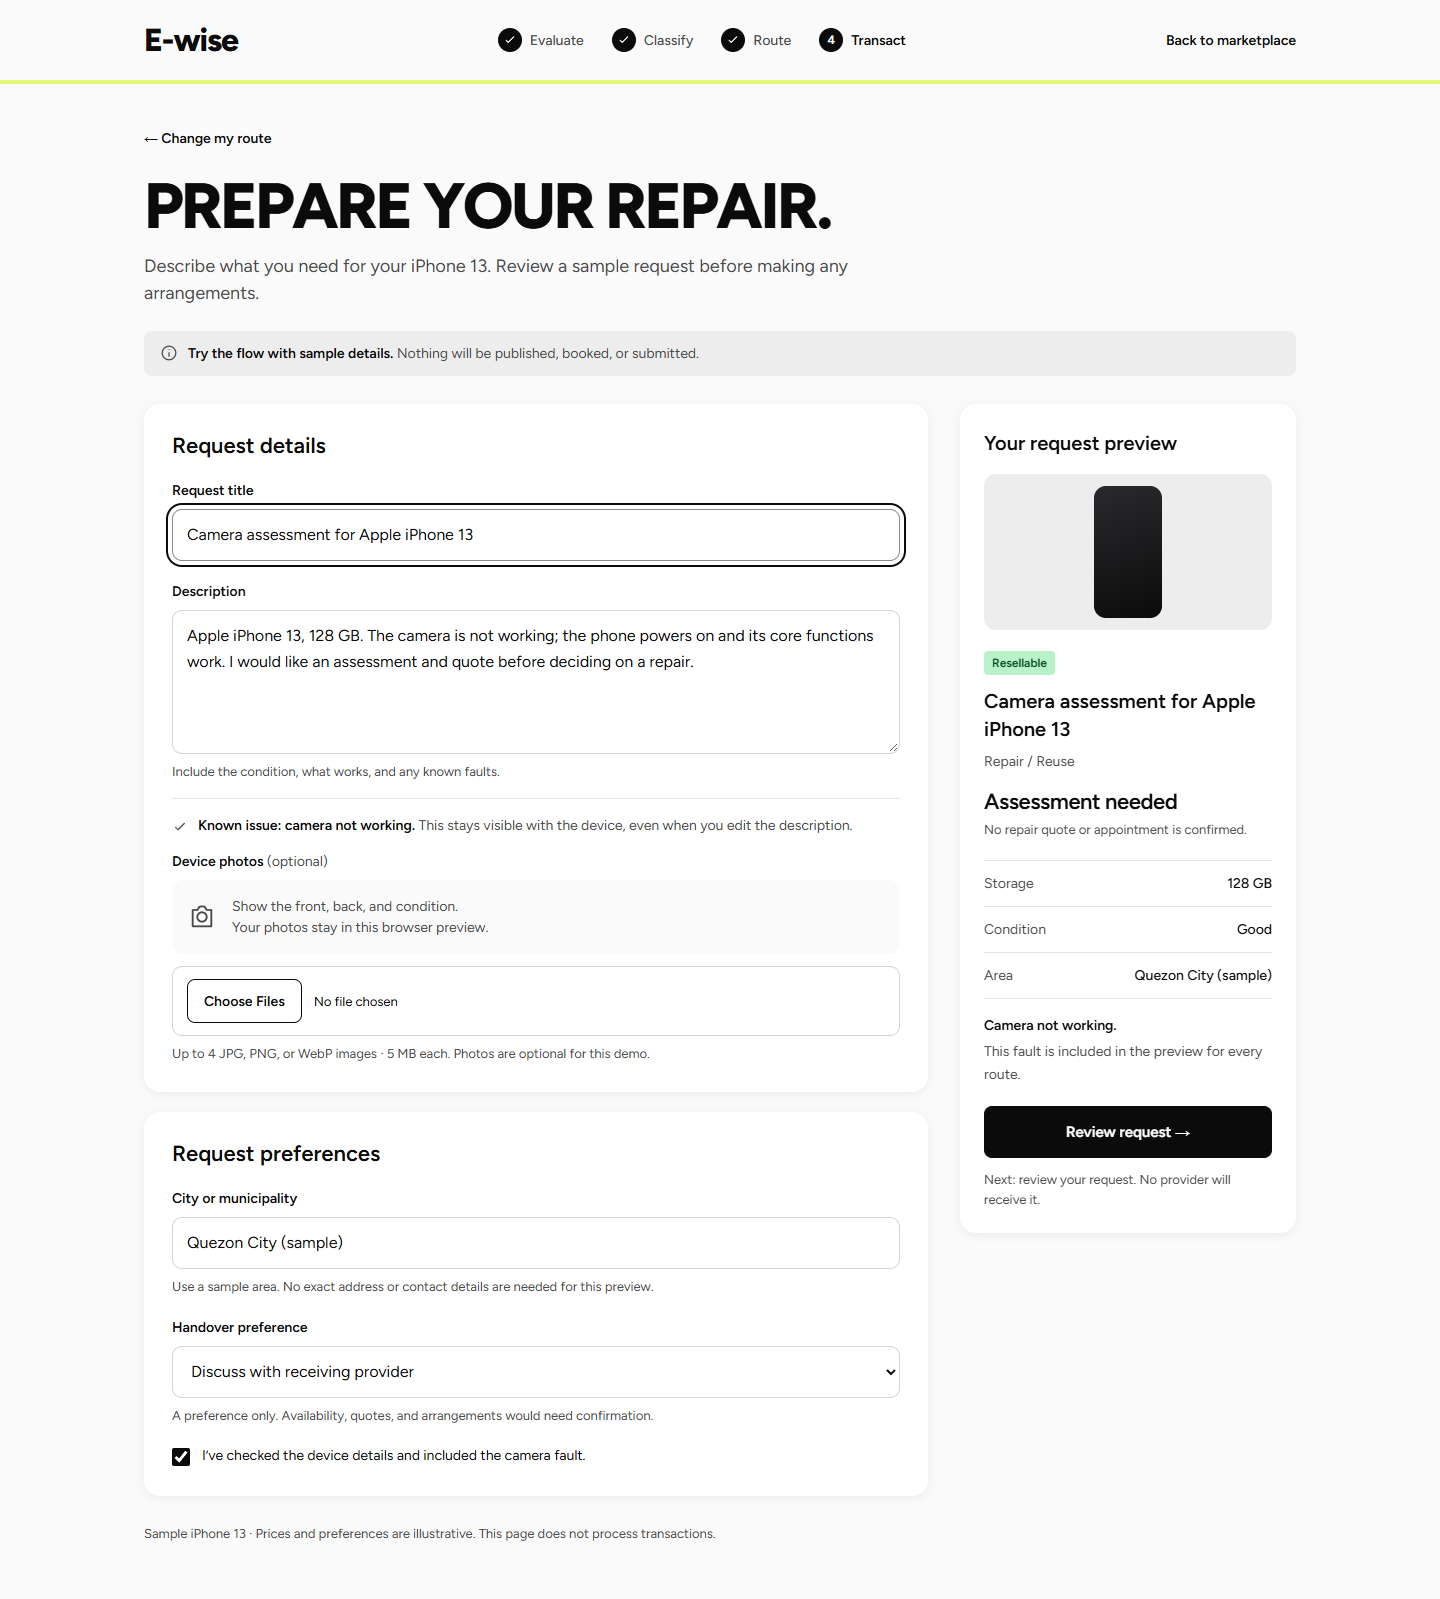 E-wise
Evaluate
Classify
Route
4 Transact
Back to marketplace
← Change my route
PREPARE YOUR REPAIR.
Describe what you need for your iPhone 13. Review a sample request before making any
arrangements.
Try the flow with sample details. Nothing will be published, booked, or submitted.
Request details
Request title
Camera assessment for Apple iPhone 13
Description
Apple iPhone 13, 128 GB. The camera is not working; the phone powers on and its core functions
work. I would like an assessment and quote before deciding on a repair.
Include the condition, what works, and any known faults.
Known issue: camera not working. This stays visible with the device, even when you edit the description.
Device photos (optional)
Show the front, back, and condition.
Your photos stay in this browser preview.
Choose Files No file chosen
Up to 4 JPG, PNG, or WebP images · 5 MB each. Photos are optional for this demo.
Request preferences
City or municipality
Quezon City (sample)
Use a sample area. No exact address or contact details are needed for this preview.
Handover preference
Discuss with receiving provider
A preference only. Availability, quotes, and arrangements would need confirmation.
I've checked the device details and included the camera fault.
Your request preview
Resellable
Camera assessment for Apple
iPhone 13
Repair / Reuse
Assessment needed
No repair quote or appointment is confirmed.
Storage 128 GB
Condition Good
Area Quezon City (sample)
Camera not working.
This fault is included in the preview for every
route.
Review request →
Next: review your request. No provider will
receive it.
Sample iPhone 13 · Prices and preferences are illustrative. This page does not process transactions.